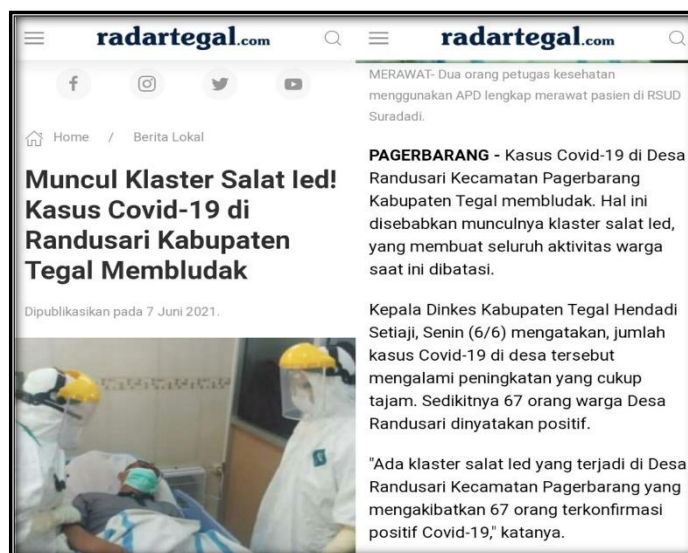 radartegal.com
Home / Berita Lokal
Muncul Klaster Salat Ied!
Kasus Covid-19 di
Randusari Kabupaten
Tegal Membludak
Dipublikasikan pada 7 Juni 2021.
radartegal.com
MERAWAT- Dua orang petugas kesehatan
menggunakan APD lengkap merawat pasien di RSUD
Suradadi.
PAGERBARANG - Kasus Covid-19 di Desa
Randusari Kecamatan Pagerbarang
Kabupaten Tegal membludak. Hal ini
disebabkan munculnya klaster salat Ied,
yang membuat seluruh aktivitas warga
saat ini dibatasi.
Kepala Dinkes Kabupaten Tegal Hendadi
Setiaji, Senin (6/6) mengatakan, jumlah
kasus Covid-19 di desa tersebut
mengalami peningkatan yang cukup
tajam. Sedikitnya 67 orang warga Desa
Randusari dinyatakan positif.
"Ada klaster salat Ied yang terjadi di Desa
Randusari Kecamatan Pagerbarang yang
mengakibatkan 67 orang terkonfirmasi
positif Covid-19," katanya.